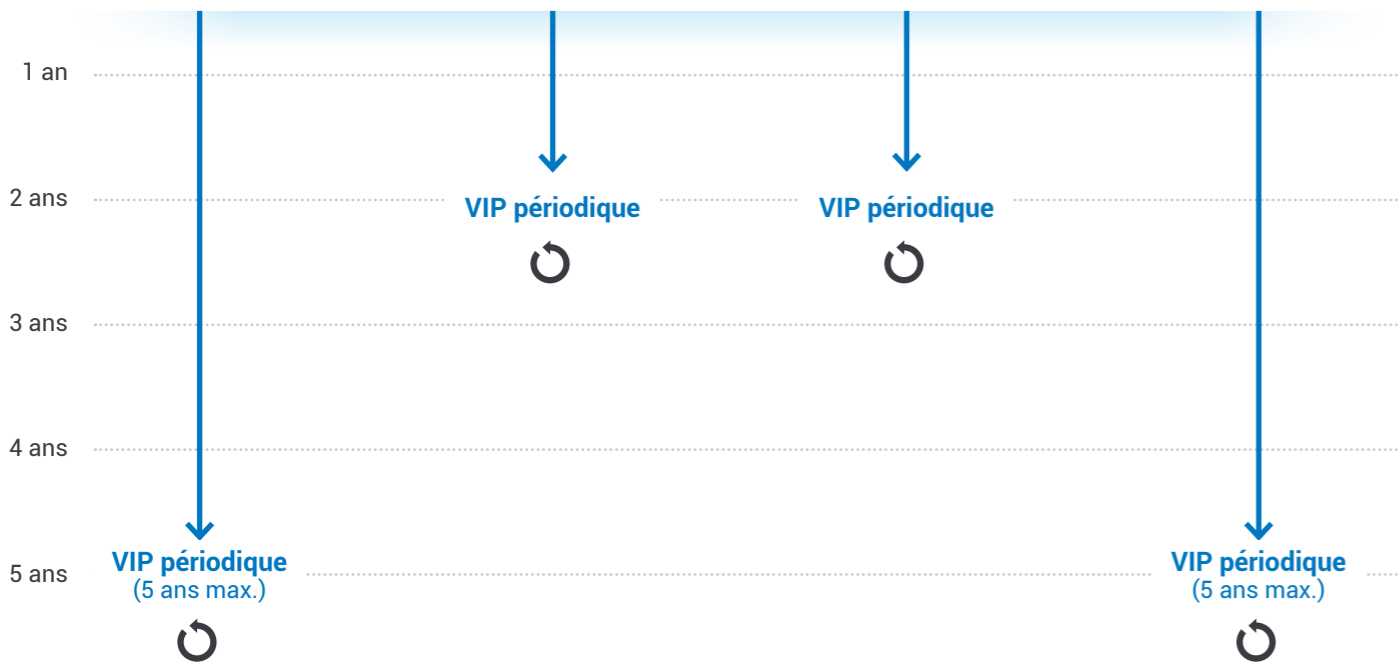 1 an
2 ans
VIP périodique
VIP périodique
3 ans
4 ans
5 ans
VIP périodique
(5 ans max.)
VIP périodique
(5 ans max.)